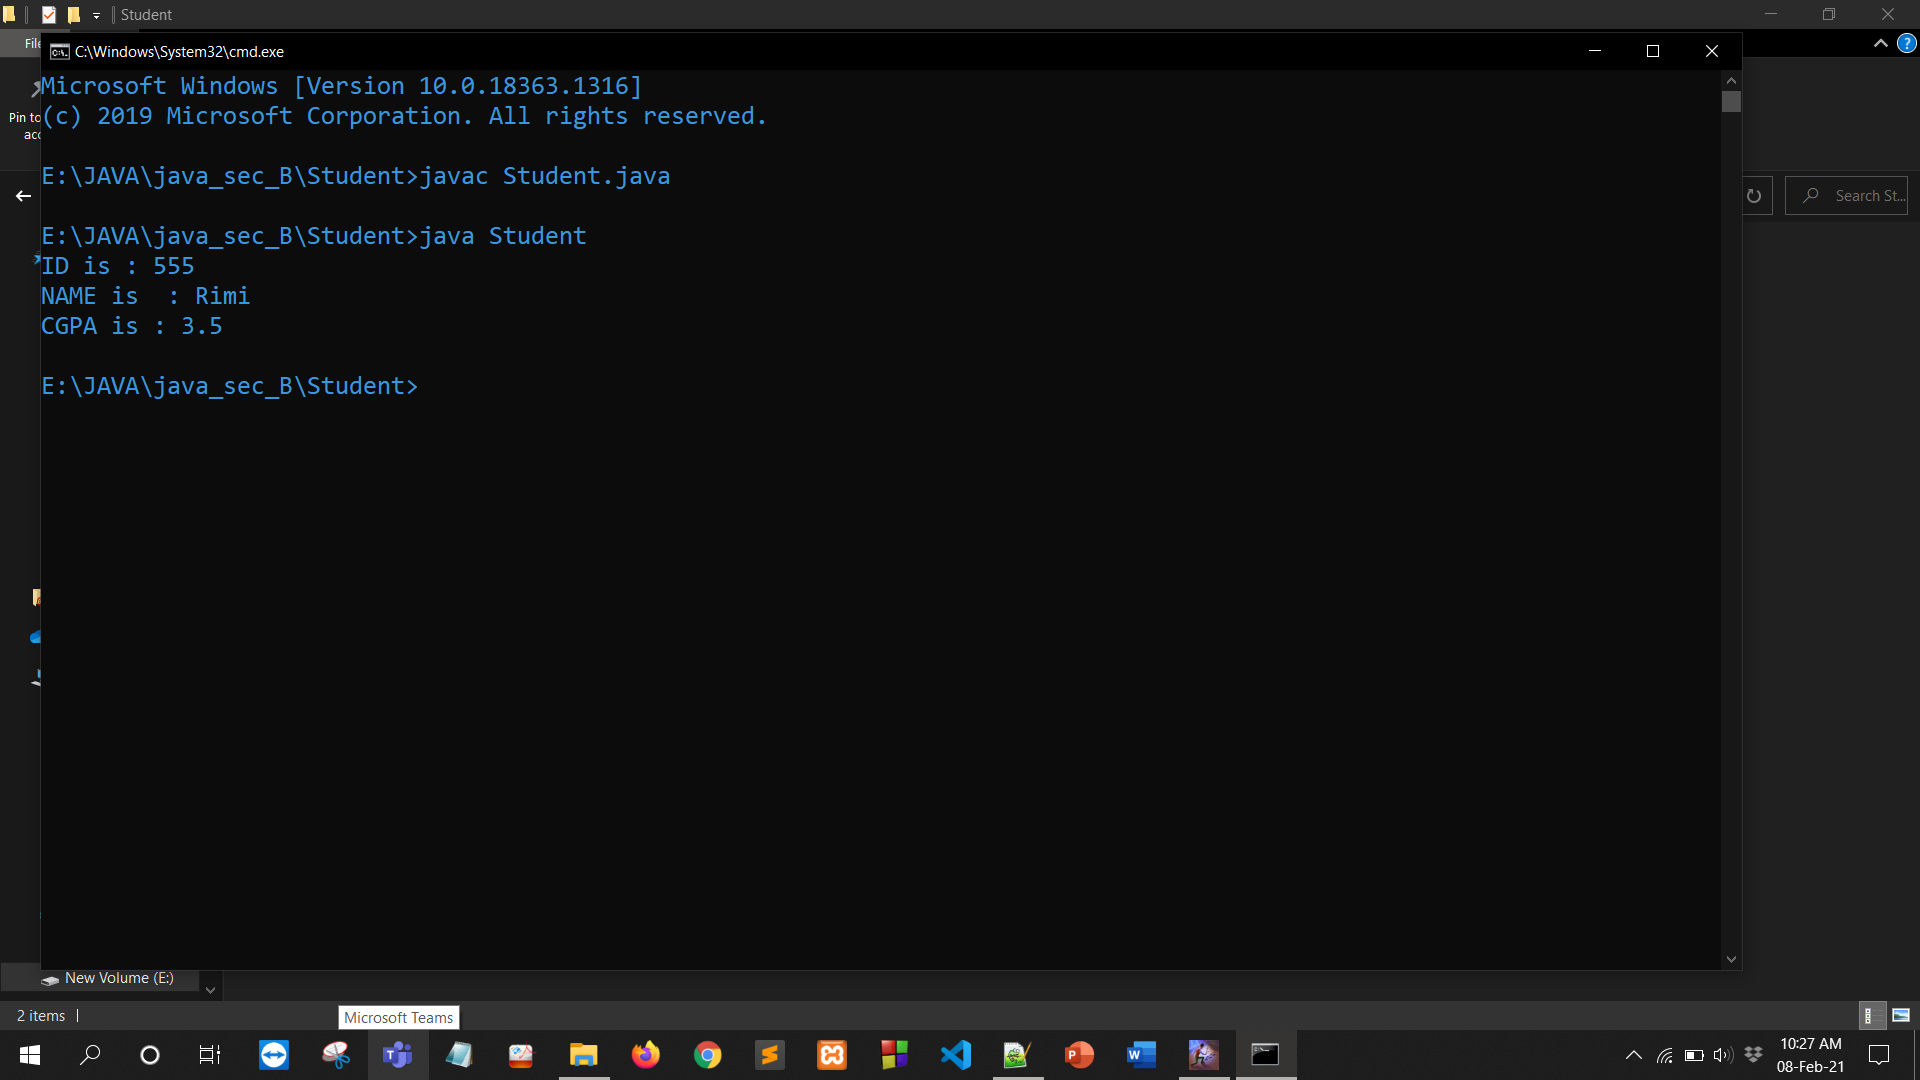 Student
File
C:\Windows\System32\cmd.exe
Microsoft Windows [Version 10.0.18363.1316]
Pin to
(c) 2019 Microsoft Corporation. All rights reserved.
acc
E:\JAVA\java_sec_B\Student>javac Student.java
Search St...
E:\JAVA\java_sec_B\Student>java Student
ID is : 555
NAME is  : Rimi
CGPA is : 3.5
E:\JAVA\java_sec_B\Student>
New Volume (E:)
2 items
Microsoft Teams
10:27 AM
08-Feb-21